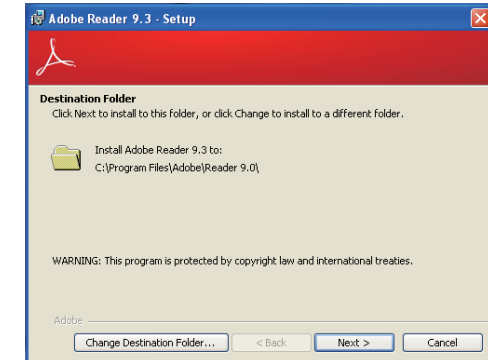 Adobe Reader 9.3 - Setup
Destination Folder
Click Next to install to this folder, or click Change to install to a different folder.
Install Adobe Reader 9.3 to:
C:\Program Files\Adobe\Reader 9.0\
WARNING: This program is protected by copyright law and international treaties.
Adobe
Change Destination Folder... < Back Next > Cancel